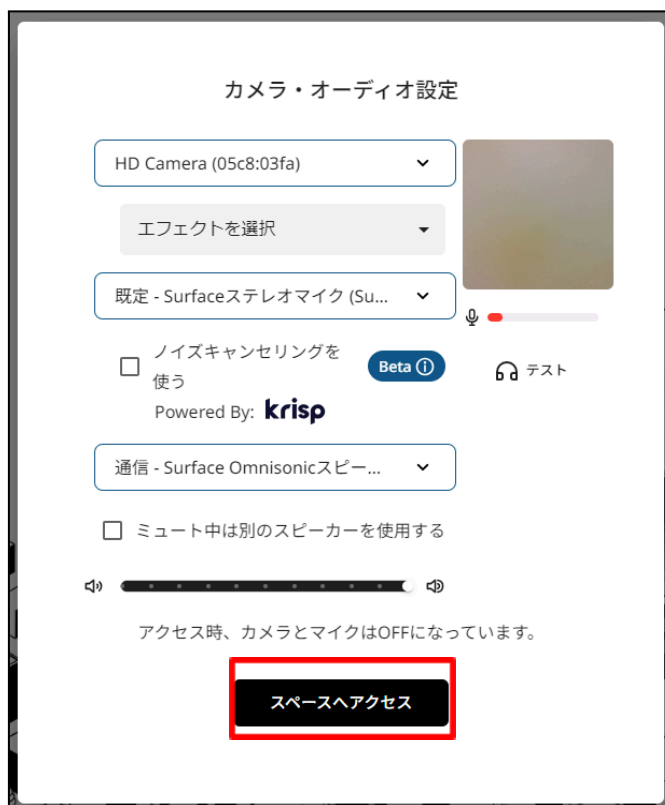 カメラ・オーディオ設定
HD Camera (05c8:03fa)
エフェクトを選択
既定 - Surfaceステレオマイク (Su...
ノイズキャンセリングを
使う
Beta
Powered By: krisp
テスト
通信 - Surface Omnisonicスピー...
ミュート中は別のスピーカーを使用する
アクセス時、カメラとマイクはOFFになっています。
スペースへアクセス